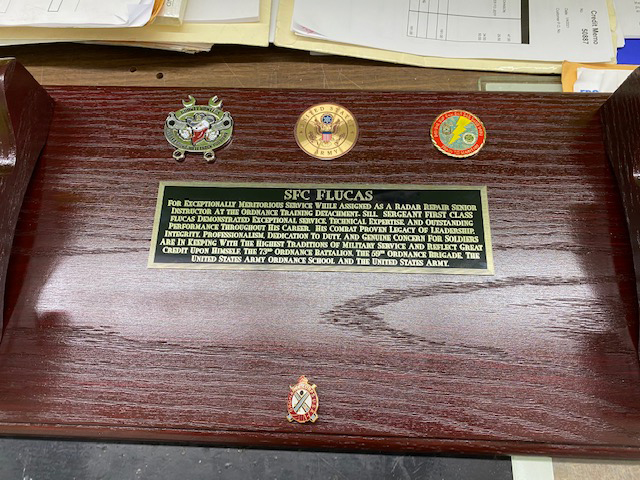 Credit Memo
50887
UNITED STATES
ARMY
SFC FLUCAS
FOR EXCEPTIONALLY MERITORIOUS SERVICE WHILE ASSIGNED AS A RADAR REPAIR SENIOR
INSTRUCTOR AT THE ORDNANCE TRAINING DETACHMENT- SILL. SERGEANT FIRST CLASS
FLUCAS DEMONSTRATED EXCEPTIONAL SERVICE, TECHNICAL EXPERTISE, AND OUTSTANDING
PERFORMANCE THROUGHOUT HIS CAREER. HIS COMBAT PROVEN LEGACY OF LEADERSHIP,
INTEGRITY, PROFESSIONALISM, DEDICATION TO DUTY, AND GENUINE CONCERN FOR SOLDIERS
ARE IN KEEPING WITH THE HIGHEST TRADITIONS OF MILITARY SERVICE AND REFLECT GREAT
CREDIT UPON HIMSELF, THE 73RD ORDNANCE BATTALION, THE 59TH ORDNANCE BRIGADE, THE
UNITED STATES ARMY ORDNANCE SCHOOL AND THE UNITED STATES ARMY.